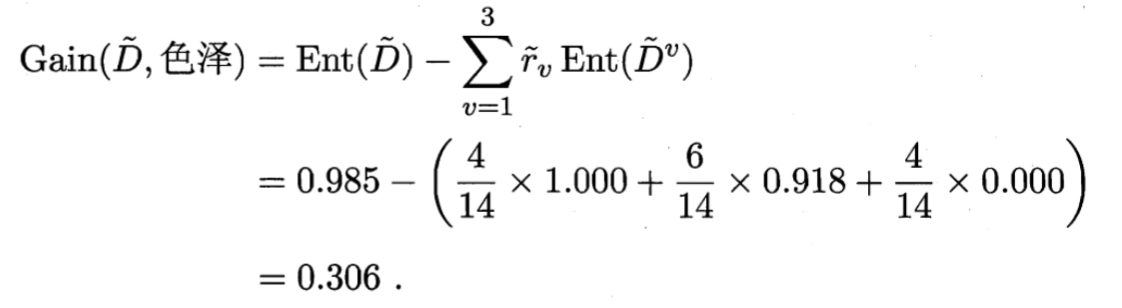 Gain(D̃, 色泽) = Ent(D̃) − ∑_{v=1}^{3} r̃_v Ent(D̃^v)
= 0.985 − (4/14 × 1.000 + 6/14 × 0.918 + 4/14 × 0.000)
= 0.306 .